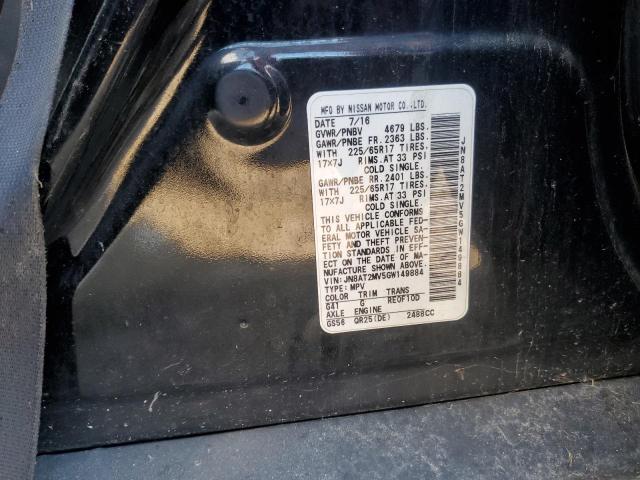 MFD BY NISSAN MOTOR CO.,LTD.
DATE 7/16
GVWR/PNBV 4679 LBS.
GAWR/PNBE FR. 2363 LBS.
WITH 225/65R17 TIRES.
17X7J RIMS.AT 33 PSI
COLD SINGLE.
GAWR/PNBE RR. 2401 LBS.
WITH 225/65R17 TIRES.
17X7J RIMS.AT 33 PSI
COLD SINGLE.
THIS VEHICLE CONFORMS
TO ALL APPLICABLE FED-
ERAL MOTOR VEHICLE SA-
FETY AND THEFT PREVEN-
TION STANDARDS IN EFF-
ECT ON THE DATE OF MA-
NUFACTURE SHOWN ABOVE.
VIN:JN8AT2MV5GW149884
TYPE:MPV
COLOR TRIM TRANS
G41 G RE0F10D
AXLE ENGINE
GS56 QR25(DE) 2488CC
JN8AT2MV5GW149884